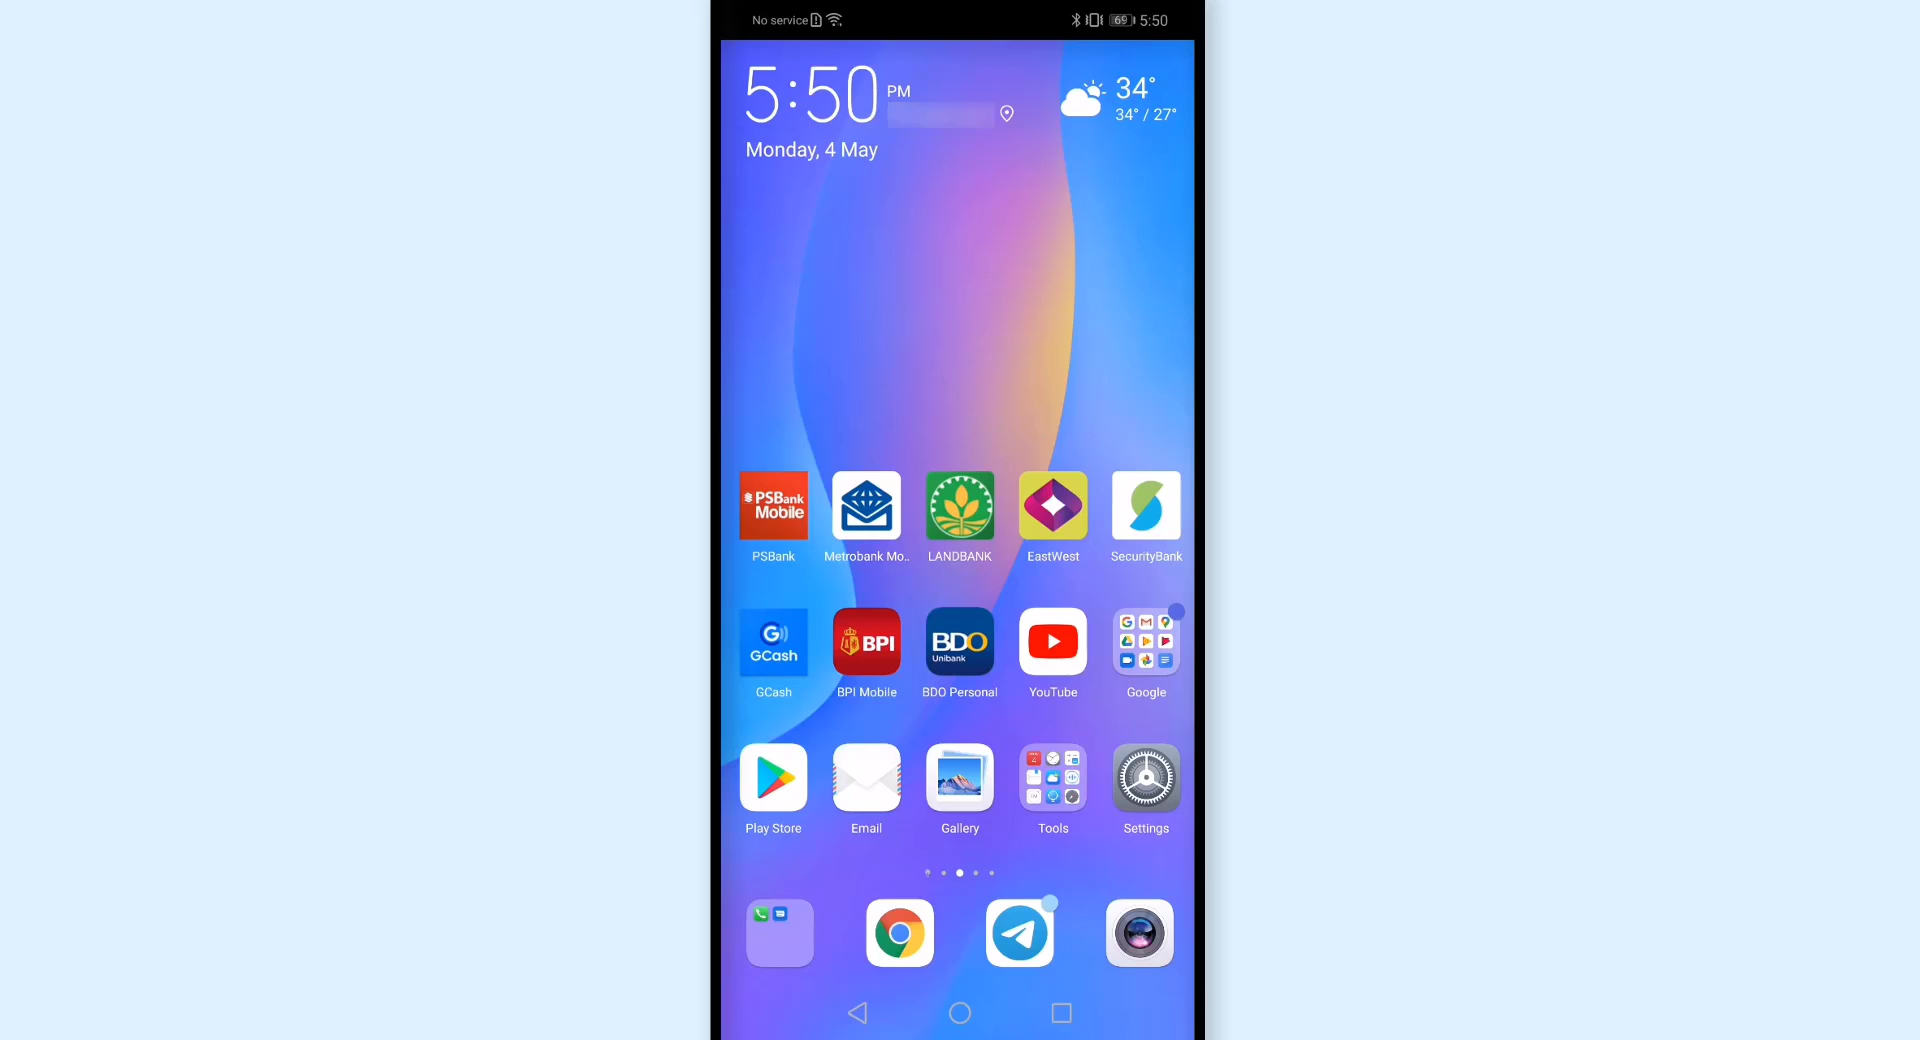 No service
69 5:50
5:50 PM
34°
34° / 27°
Monday, 4 May
PSBank Mobile
PSBank
Metrobank Mo..
LANDBANK
EastWest
SecurityBank
GCash
BPI
BDO
Unibank
GCash
BPI Mobile
BDO Personal
YouTube
Google
Play Store
Email
Gallery
Tools
Settings